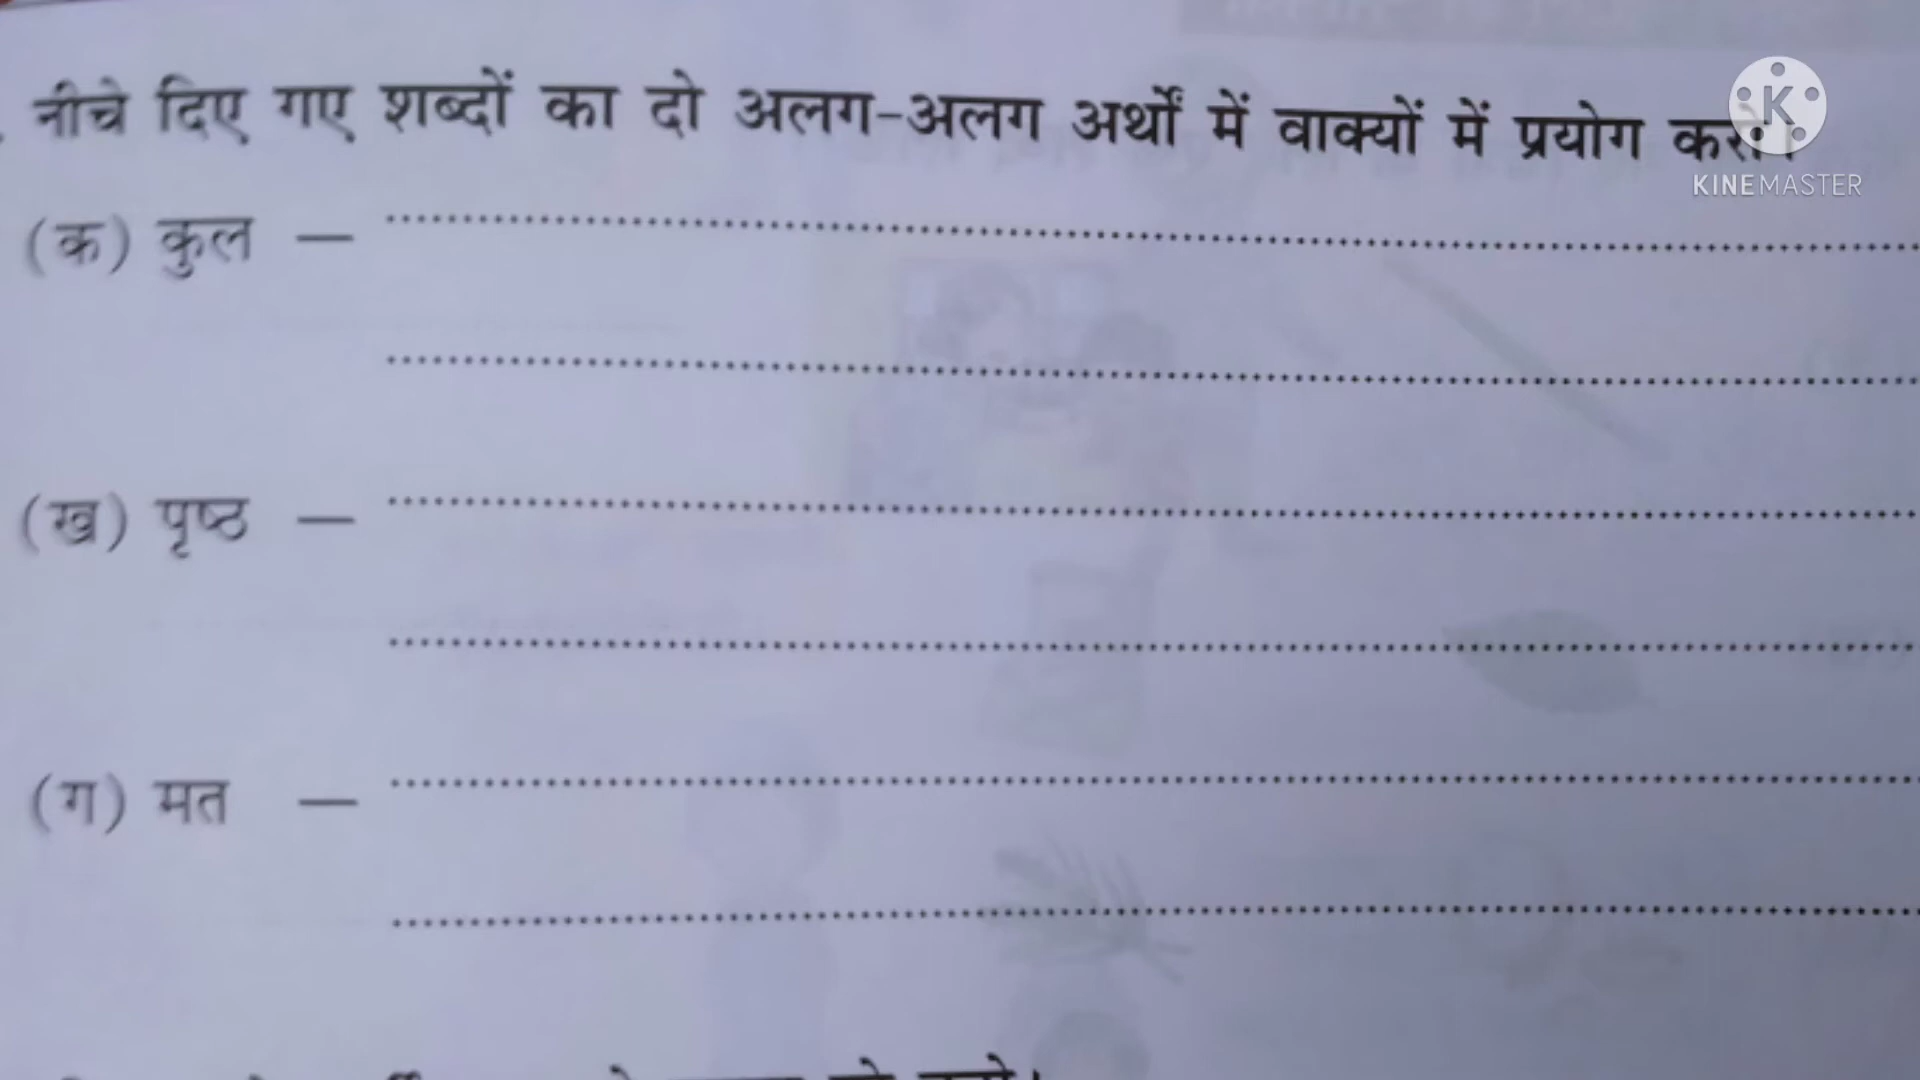 नीचे दिए गए शब्दों का दो अलग-अलग अर्थों में वाक्यों में प्रयोग करो।
KINEMASTER
(क) कुल —
(ख) पृष्ठ —
(ग) मत —